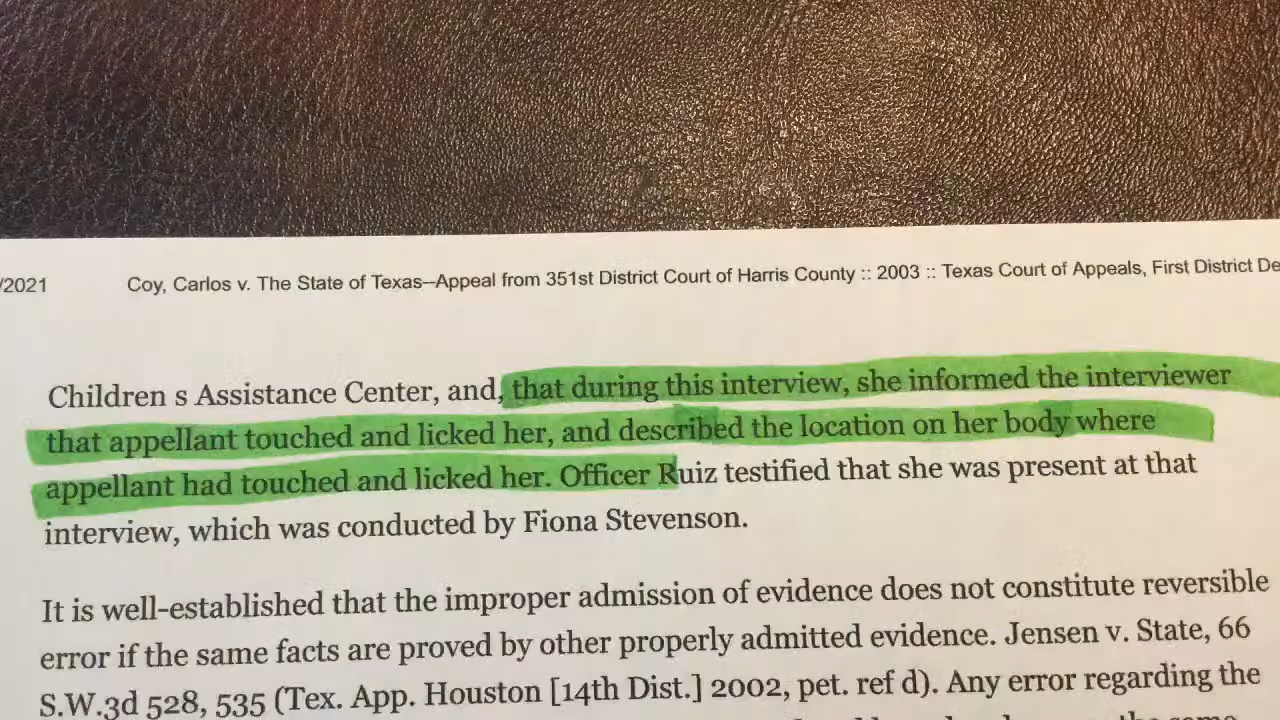 /2021 Coy, Carlos v. The State of Texas--Appeal from 351st District Court of Harris County :: 2003 :: Texas Court of Appeals, First District De
Children s Assistance Center, and, that during this interview, she informed the interviewer
that appellant touched and licked her, and described the location on her body where
appellant had touched and licked her. Officer Ruiz testified that she was present at that
interview, which was conducted by Fiona Stevenson.
It is well-established that the improper admission of evidence does not constitute reversible
error if the same facts are proved by other properly admitted evidence. Jensen v. State, 66
S.W.3d 528, 535 (Tex. App. Houston [14th Dist.] 2002, pet. ref d). Any error regarding the
the same